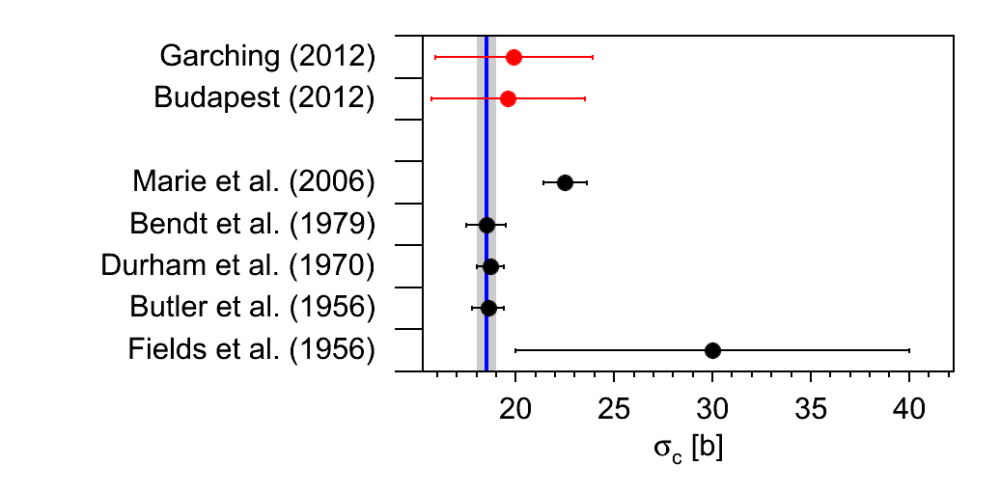 Garching (2012)
Budapest (2012)
Marie et al. (2006)
Bendt et al. (1979)
Durham et al. (1970)
Butler et al. (1956)
Fields et al. (1956)
20 25 30 35 40
σc [b]